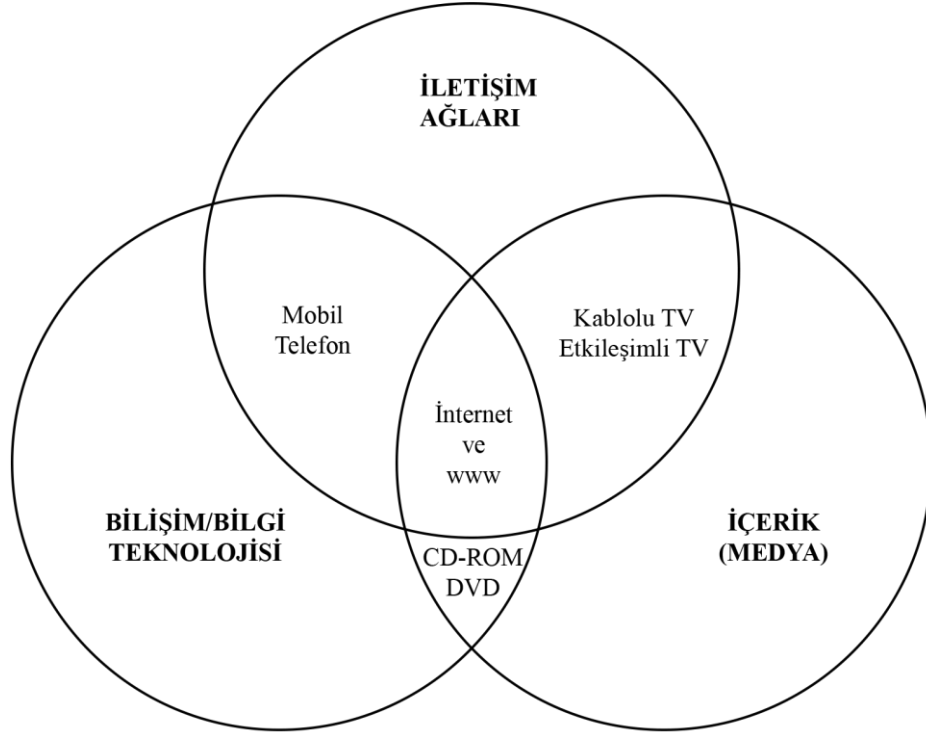 İLETİŞİM
AĞLARI
Mobil
Telefon
Kablolu TV
Etkileşimli TV
İnternet
ve
www
BİLİŞİM/BİLGİ
TEKNOLOJİSİ
İÇERİK
(MEDYA)
CD-ROM
DVD